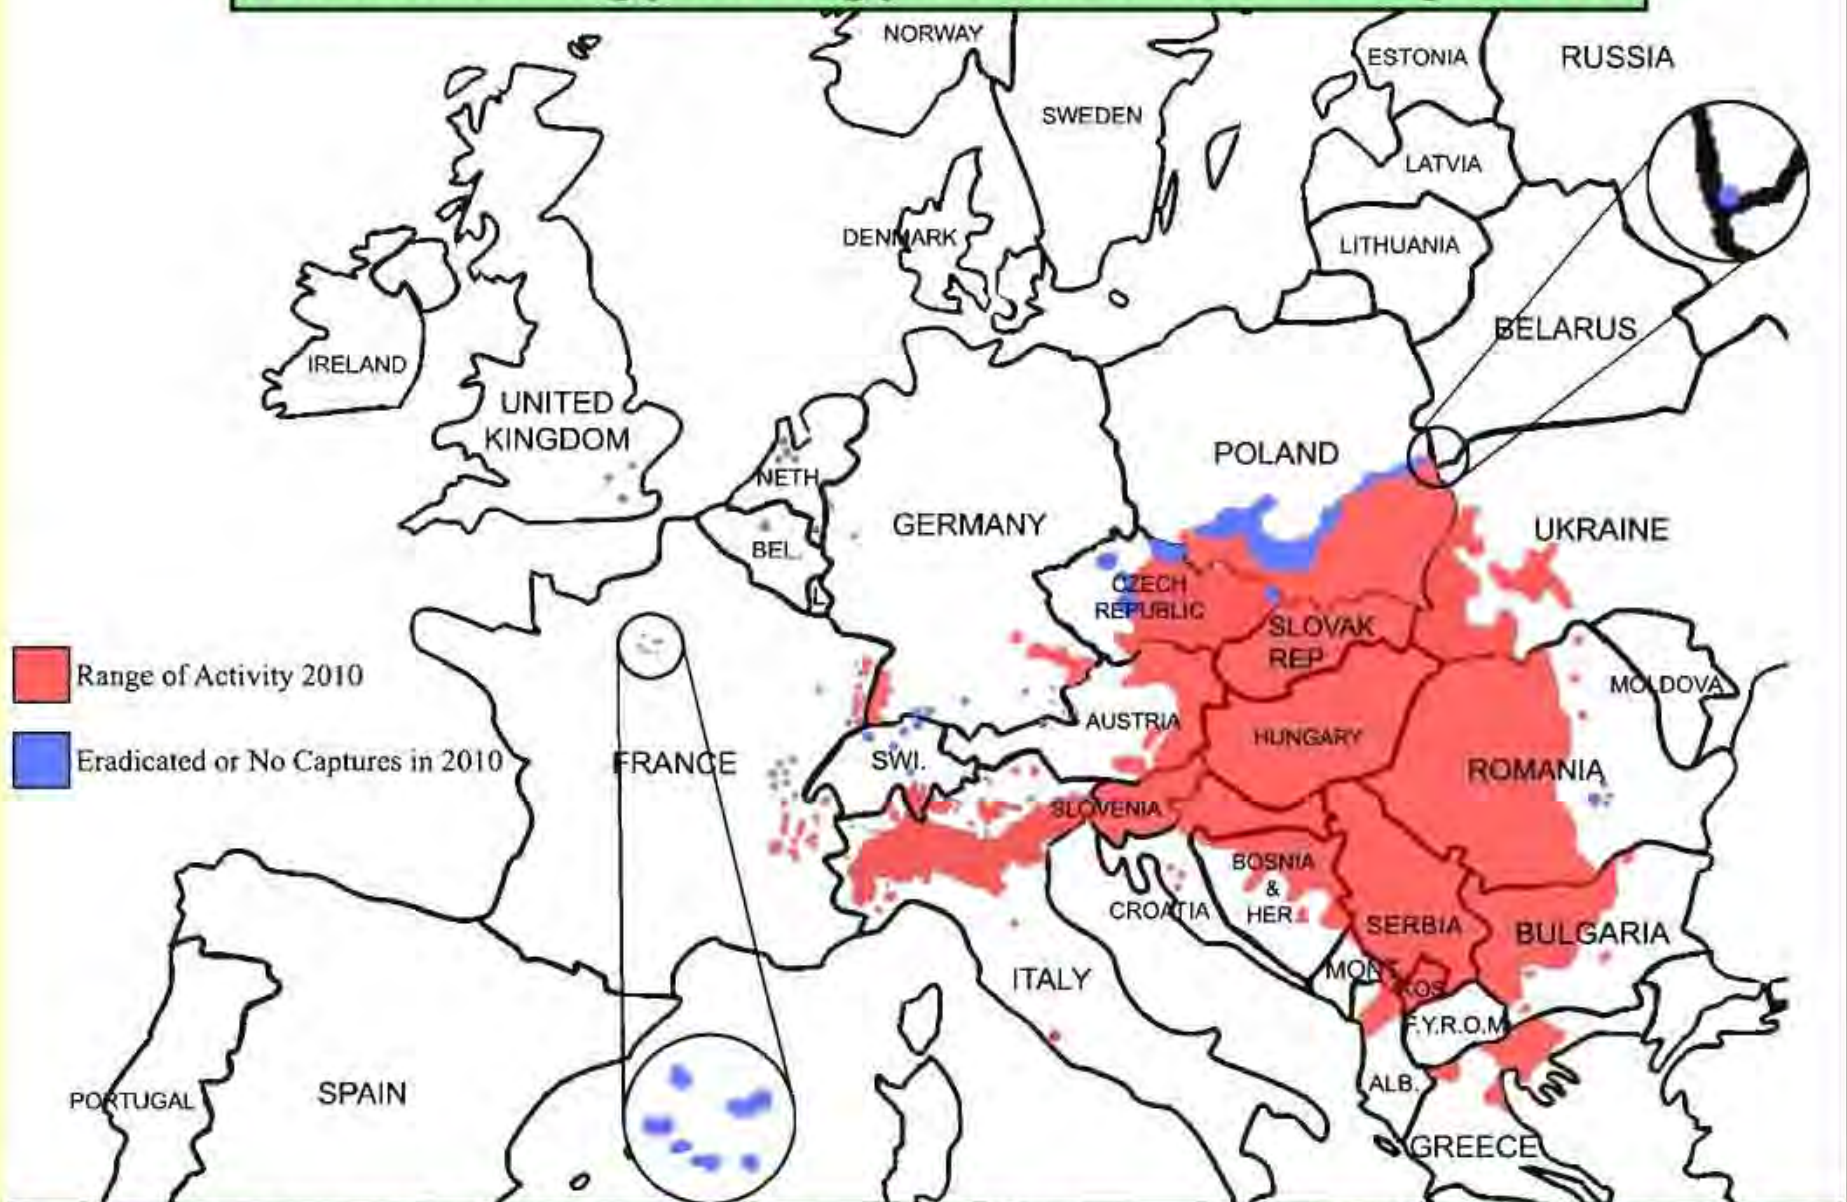 NORWAY
ESTONIA
RUSSIA
SWEDEN
LATVIA
DENMARK
LITHUANIA
BELARUS
IRELAND
UNITED
KINGDOM
NETH
POLAND
GERMANY
UKRAINE
BEL.
L
CZECH
REPUBLIC
SLOVAK
REP
Range of Activity 2010
MOLDOVA
AUSTRIA
HUNGARY
Eradicated or No Captures in 2010
FRANCE
SWI.
ROMANIA
SLOVENIA
BOSNIA
&
HER
CROATIA
SERBIA
BULGARIA
ITALY
MONT.
KOS.
F.Y.R.O.M
PORTUGAL
SPAIN
ALB.
GREECE